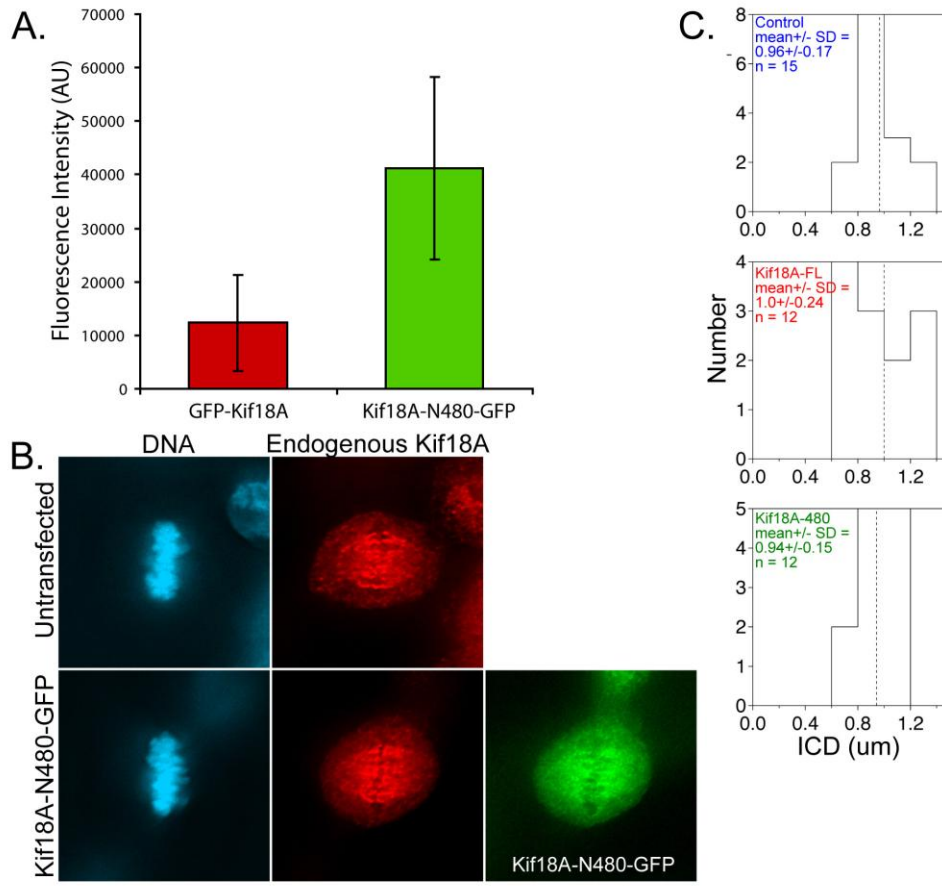 A.
Fluorescence Intensity (AU)
70000
60000
50000
40000
30000
20000
10000
0
GFP-Kif18A
Kif18A-N480-GFP
B.
DNA
Endogenous Kif18A
Untransfected
Kif18A-N480-GFP
Kif18A-N480-GFP
C.
Control
mean+/- SD =
0.96+/-0.17
n = 15
8
6
4
2
0
0.0 0.4 0.8 1.2
Kif18A-FL
mean+/- SD =
1.0+/-0.24
n = 12
4
3
2
1
0
0.0 0.4 0.8 1.2
Number
Kif18A-480
mean+/- SD =
0.94+/-0.15
n = 12
5
4
3
2
1
0
0.0 0.4 0.8 1.2
ICD (um)